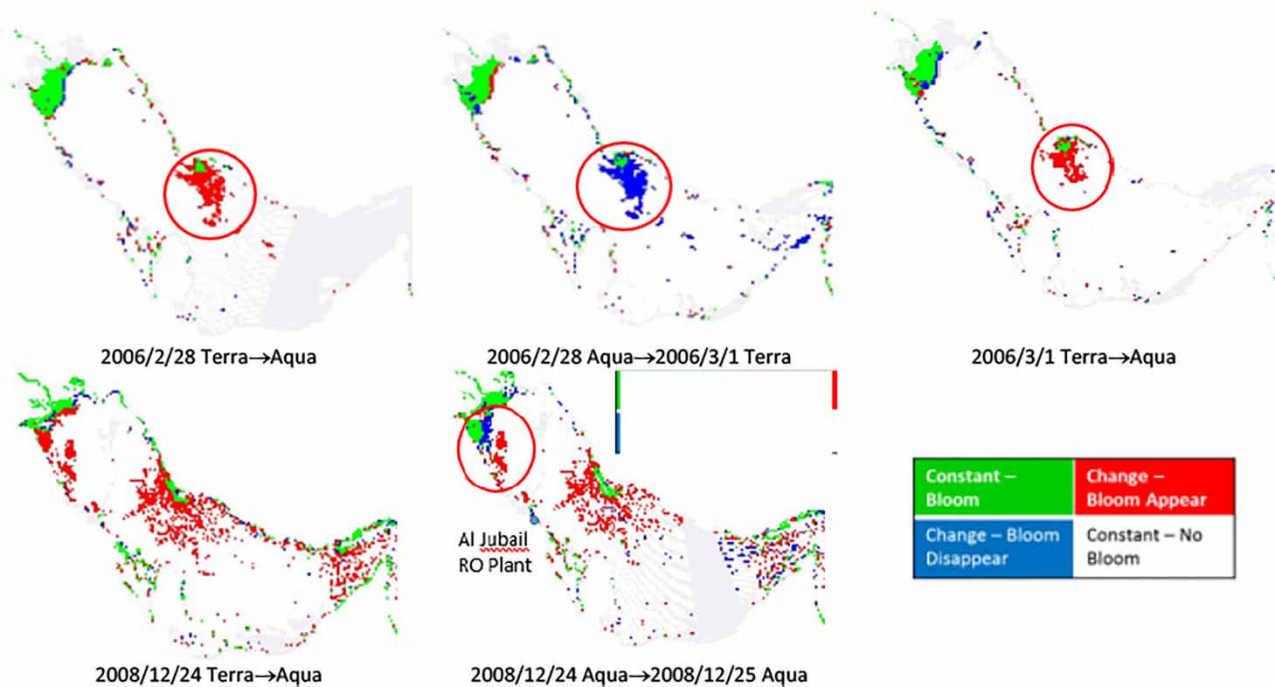 2006/2/28 Terra→Aqua
2006/2/28 Aqua→2006/3/1 Terra
2006/3/1 Terra→Aqua
Al Jubail
RO Plant
Constant –
Bloom
Change –
Bloom Appear
Change – Bloom
Disappear
Constant – No
Bloom
2008/12/24 Terra→Aqua
2008/12/24 Aqua→2008/12/25 Aqua